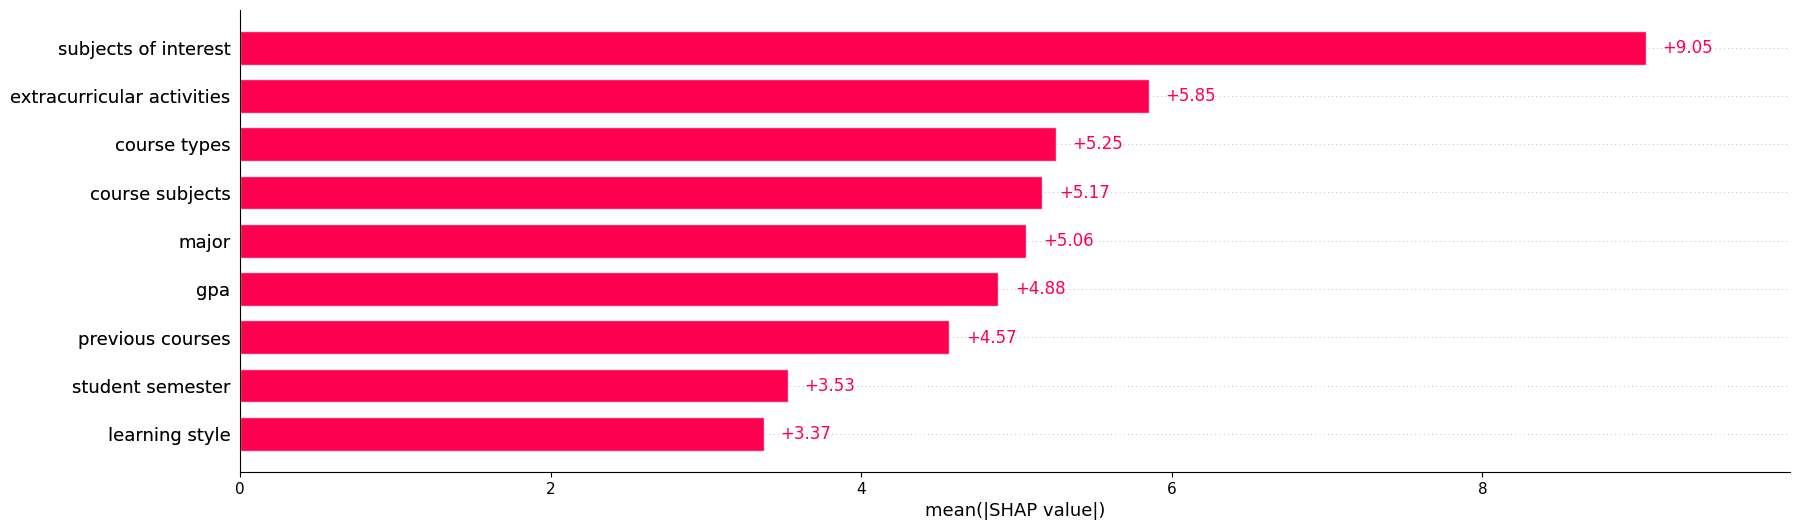 subjects of interest +9.05
extracurricular activities +5.85
course types +5.25
course subjects +5.17
major +5.06
gpa +4.88
previous courses +4.57
student semester +3.53
learning style +3.37
0 2 4 6 8
mean(|SHAP value|)